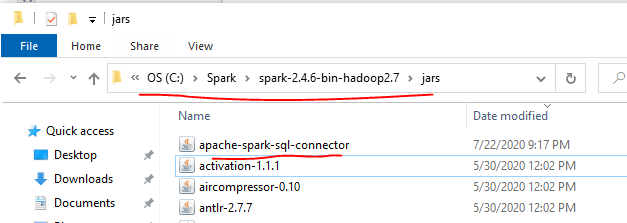 jars
File
Home
Share
View
« OS (C:) › Spark › spark-2.4.6-bin-hadoop2.7 › jars
Name
Date modified
Quick access
apache-spark-sql-connector
7/22/2020 9:17 PM
Desktop
activation-1.1.1
5/30/2020 12:02 PM
Downloads
aircompressor-0.10
5/30/2020 12:02 PM
Documents
antlr-2.7.7
5/30/2020 12:02 PM